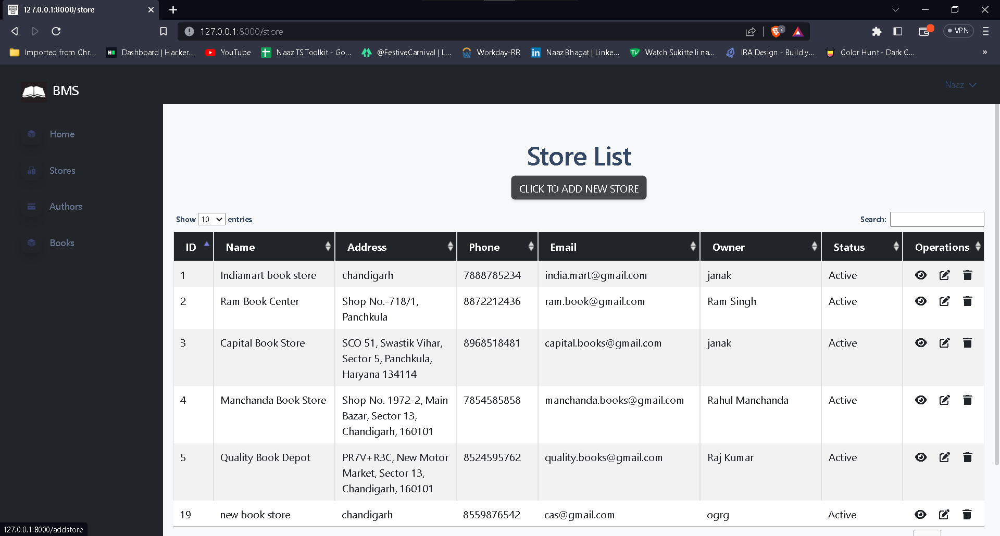 127.0.0.1:8000/store
127.0.0.1:8000/store
2
VPN
Imported from Chr...
Dashboard | Hacker...
YouTube
Naaz TS Toolkit - Go...
@FestiveCarnival | L...
Workday-RR
Naaz Bhagat | Linke...
Watch Sukitte Ii na...
IRA Design - Build y...
Color Hunt - Dark C...
»
BMS
Naaz
Home
Stores
Authors
Books
Store List
CLICK TO ADD NEW STORE
Show 10 entries
Search:
ID Name Address Phone Email Owner Status Operations
1 Indiamart book store chandigarh 7888785234 india.mart@gmail.com janak Active
2 Ram Book Center Shop No.-718/1, 8872212436 ram.book@gmail.com Ram Singh Active
Panchkula
3 Capital Book Store SCO 51, Swastik Vihar, 8968518481 capital.books@gmail.com janak Active
Sector 5, Panchkula,
Haryana 134114
4 Manchanda Book Store Shop No. 1972-2, Main 7854585858 manchanda.books@gmail.com Rahul Manchanda Active
Bazar, Sector 13,
Chandigarh, 160101
5 Quality Book Depot PR7V+R3C, New Motor 8524595762 quality.books@gmail.com Raj Kumar Active
Market, Sector 13,
Chandigarh, 160101
19 new book store chandigarh 8559876542 cas@gmail.com ogrg Active
127.0.0.1:8000/addstore